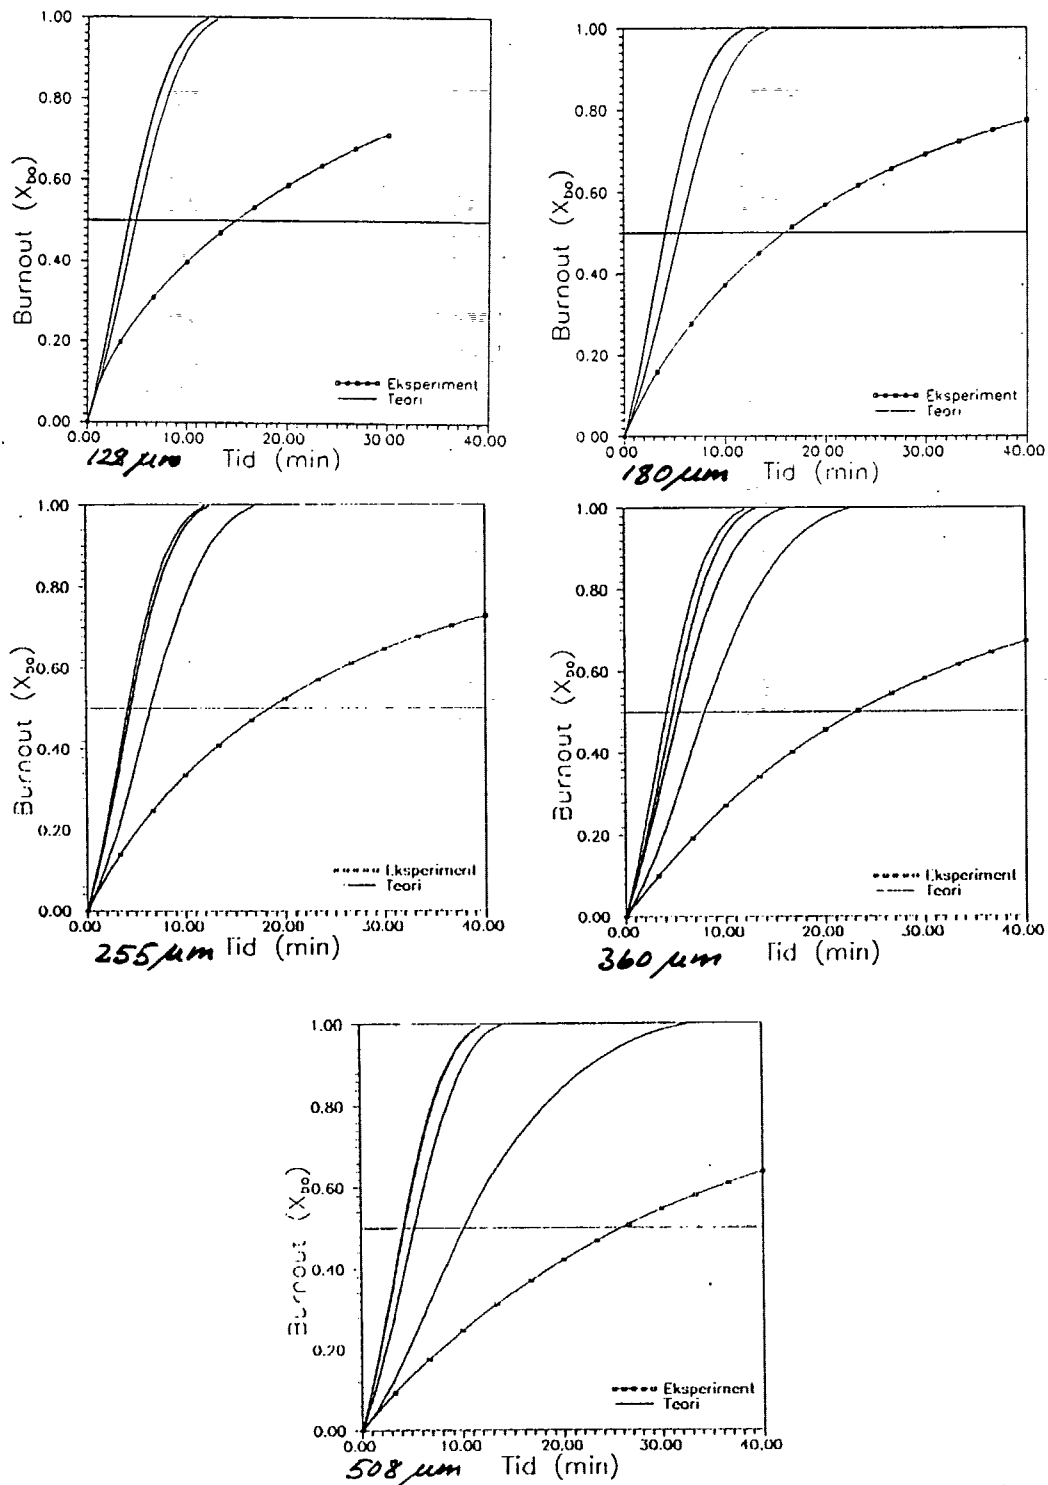 1.00
0.80
0.60
0.40
0.20
0.00
Burnout (Xbo)
Eksperiment
Teori
0.00 10.00 20.00 30.00 40.00
128 µm Tid (min)
1.00
0.80
0.60
0.40
0.20
0.00
Burnout (Xbo)
Eksperiment
Teori
0.00 10.00 20.00 30.00 40.00
180 µm Tid (min)
1.00
0.80
0.60
0.40
0.20
0.00
Burnout (Xbo)
Eksperiment
Teori
0.00 10.00 20.00 30.00 40.00
255 µm Tid (min)
1.00
0.80
0.60
0.40
0.20
0.00
Burnout (Xbo)
Eksperiment
Teori
0.00 10.00 20.00 30.00 40.00
360 µm Tid (min)
1.00
0.80
0.60
0.40
0.20
0.00
Burnout (Xbo)
Eksperiment
Teori
0.00 10.00 20.00 30.00 40.00
508 µm Tid (min)